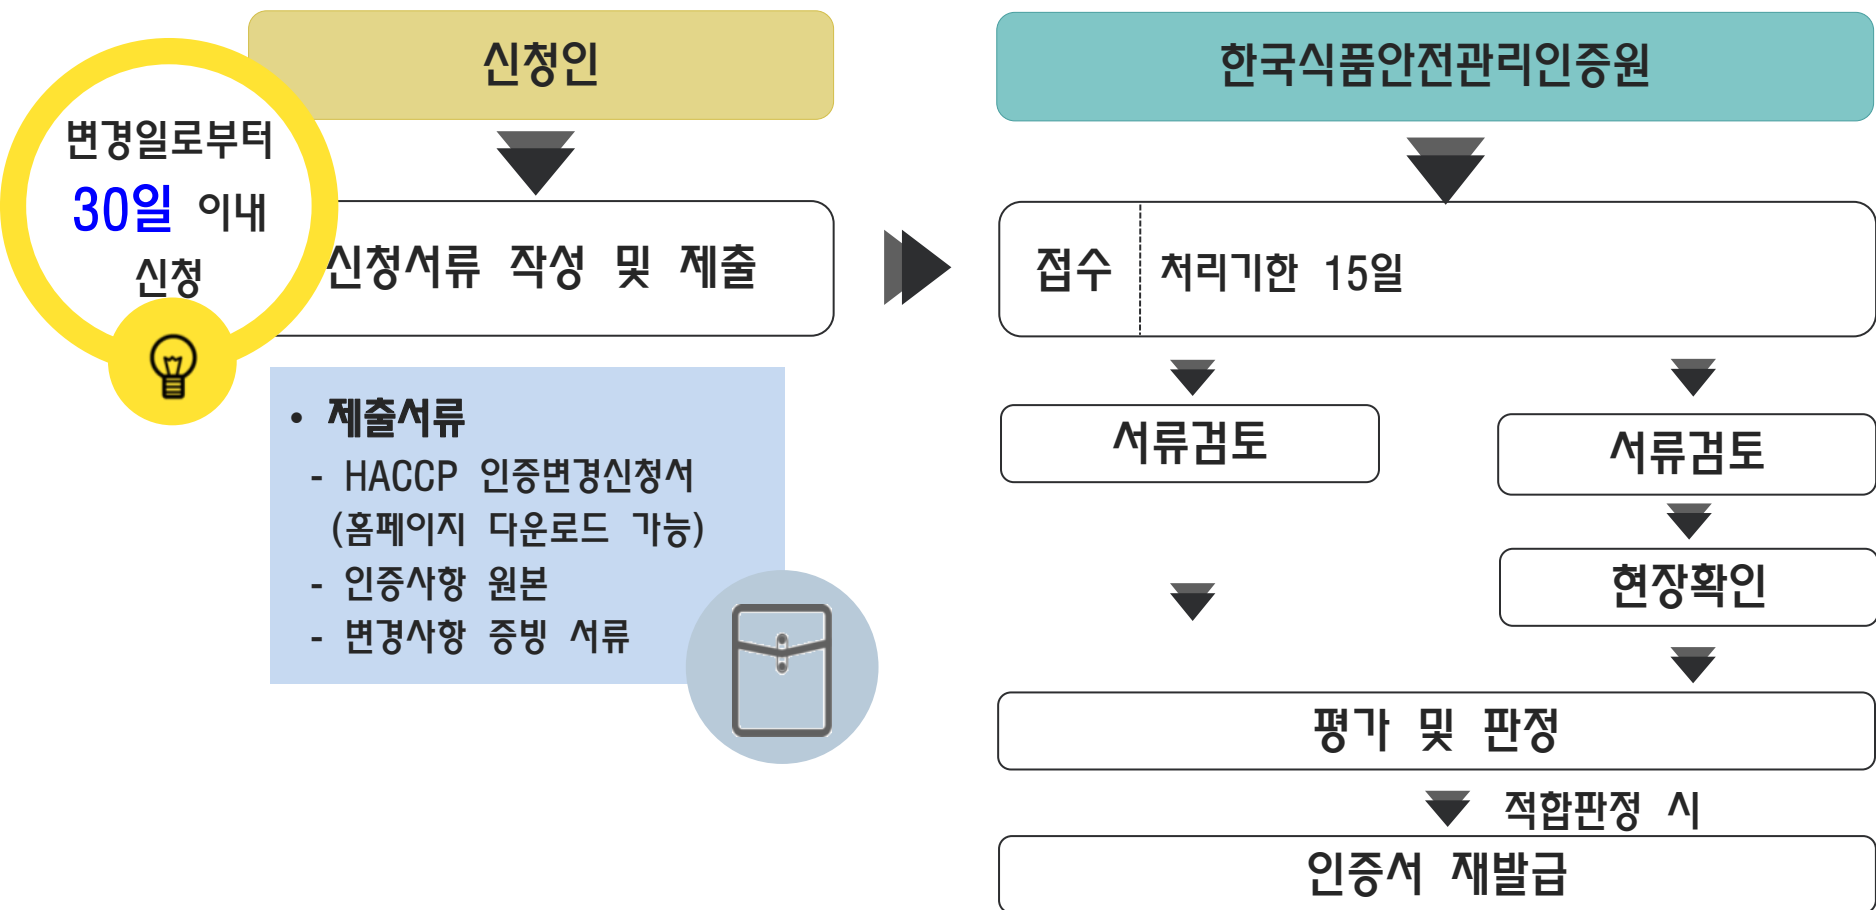 신청인
변경일로부터
30일 이내
신청
신청서류 작성 및 제출
• 제출서류
- HACCP 인증변경신청서
(홈페이지 다운로드 가능)
- 인증사항 원본
- 변경사항 증빙 서류
한국식품안전관리인증원
접수 처리기한 15일
서류검토
서류검토
현장확인
평가 및 판정
적합판정 시
인증서 재발급